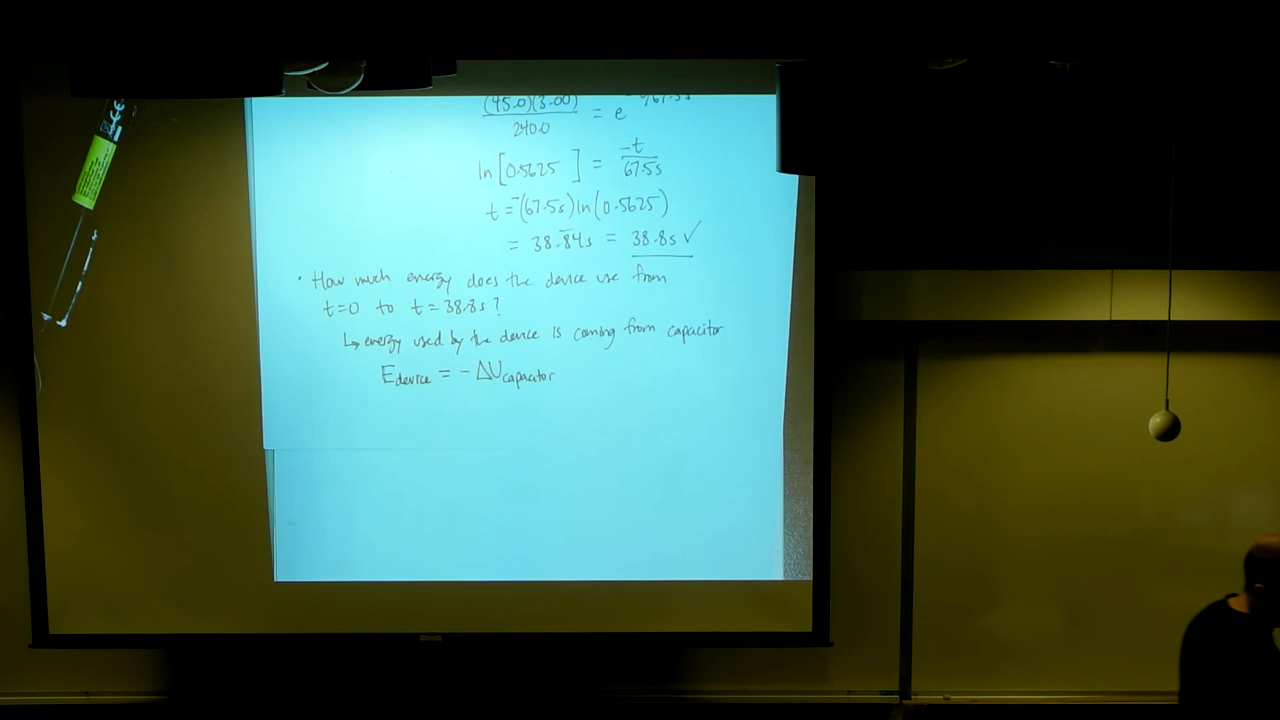 (45.0)(3.00) / 240.0 = e
ln[0.5625 ] = -t / 67.5s
t = -(67.5s)ln(0.5625)
= 38.84s = 38.8s ✓
• How much energy does the device use from
t=0 to t=38.8s?
↳ energy used by the device is coming from capacitor
E device = - ΔU capacitor